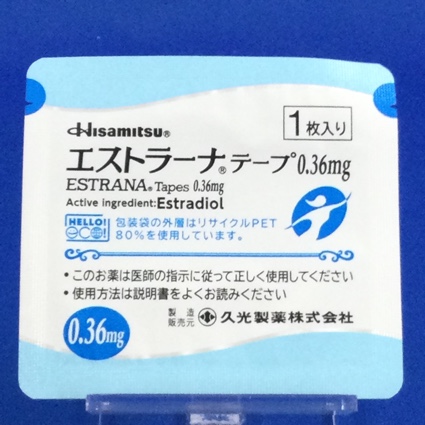 Hisamitsu®
1枚入り
エストラーナ®テープ0.36mg
ESTRANA® Tapes 0.36mg
Active ingredient:Estradiol
HELLO!
eco!
包装袋の外層はリサイクルPET
80%を使用しています。
•このお薬は医師の指示に従って正しく使用してください
•使用方法は説明書をよくお読みください
0.36mg
製造
販売元
久光製薬株式会社